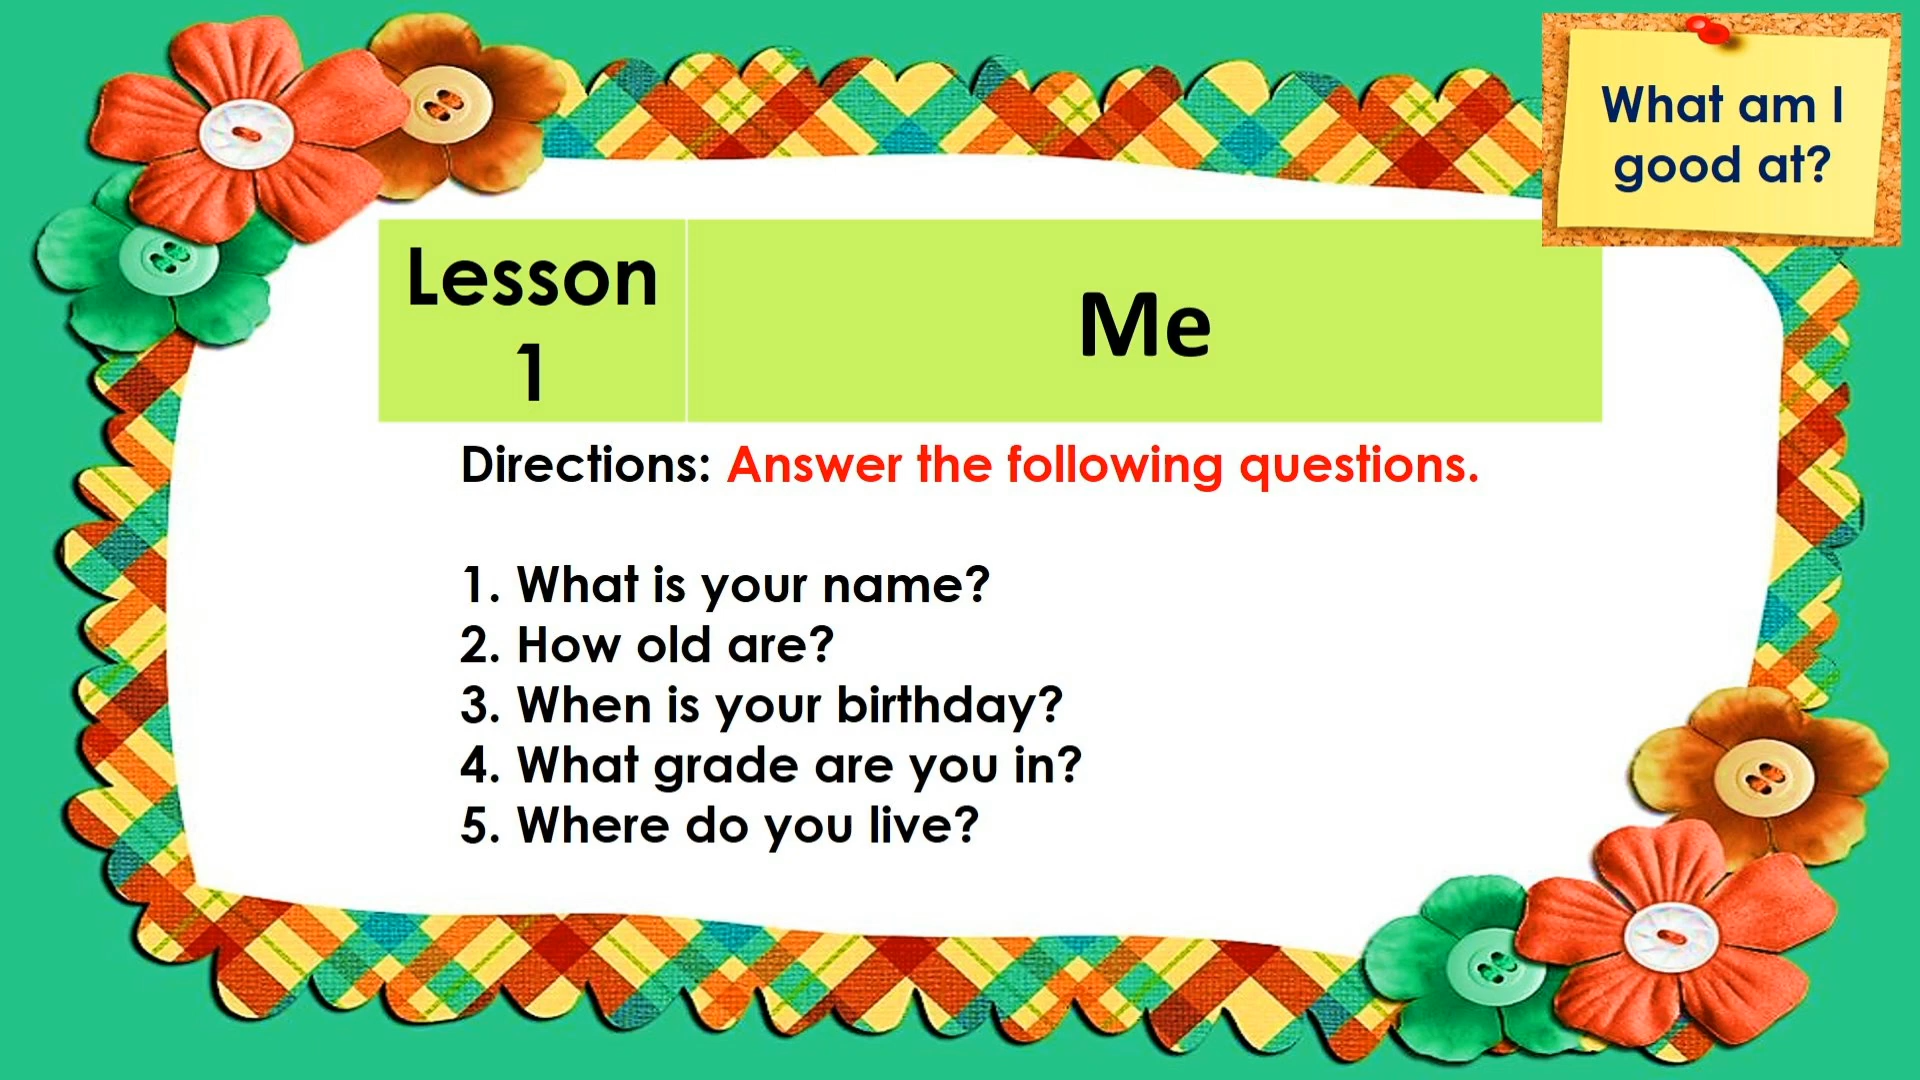 What am I
good at?
Lesson
1
Me
Directions: Answer the following questions.
1. What is your name?
2. How old are?
3. When is your birthday?
4. What grade are you in?
5. Where do you live?